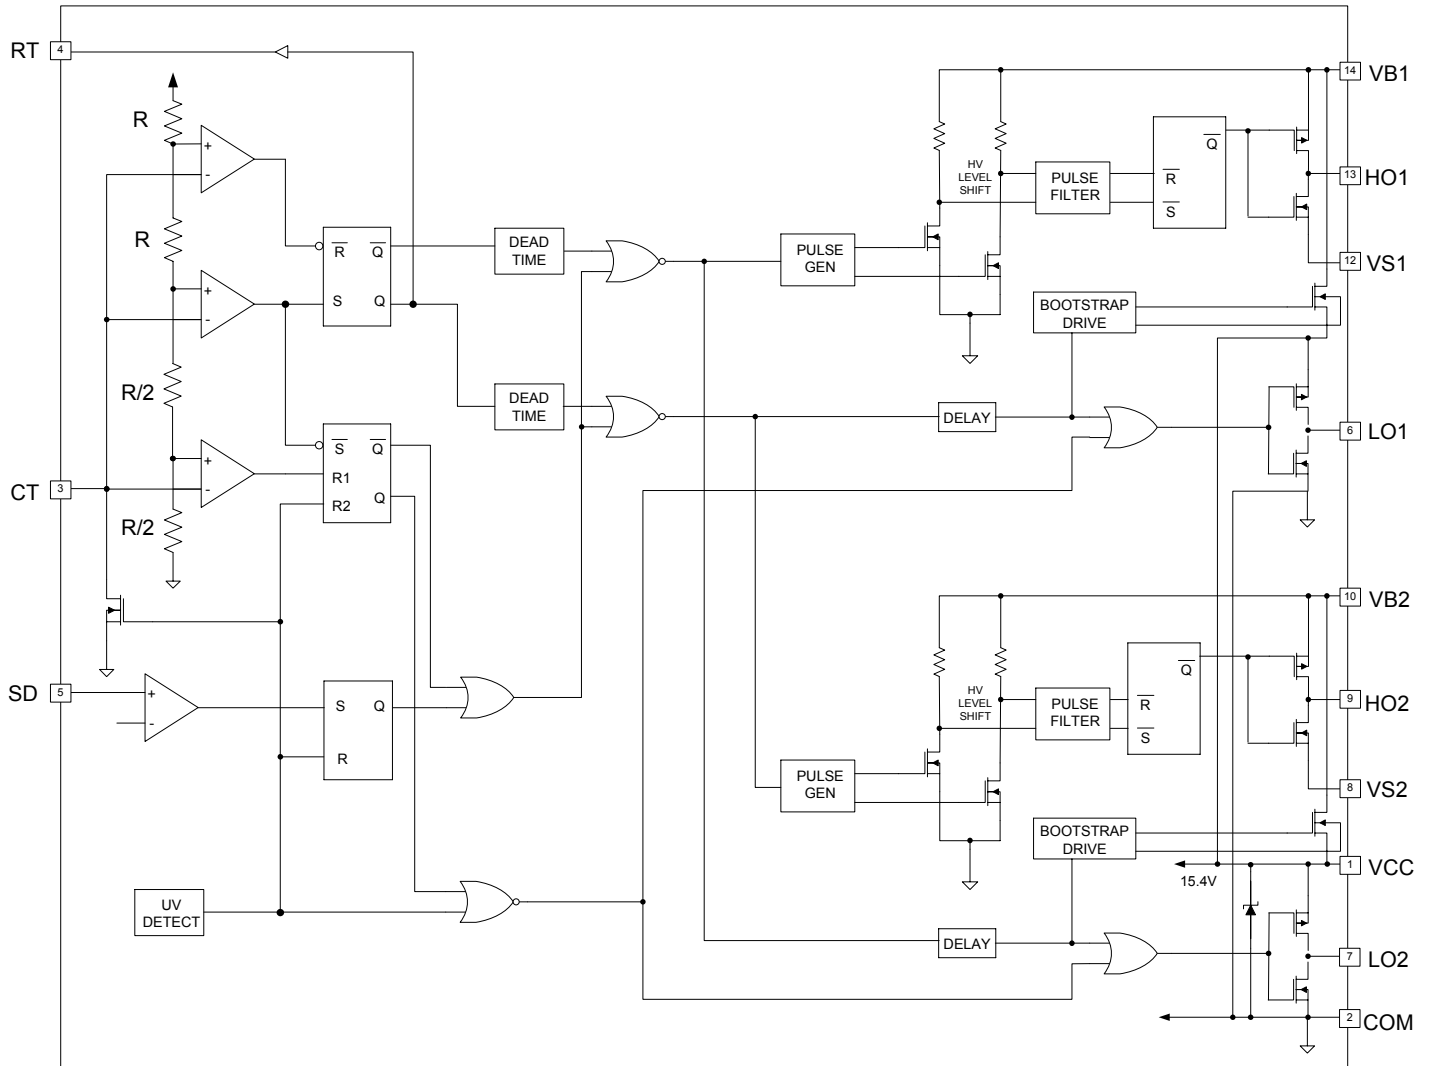 RT
4
R
R
R/2
R/2
CT
3
SD
5
+
-
+
-
+
-
+
-
R̅ Q̅
S Q
S̅ Q̅
R1
R2 Q
S Q
R
UV
DETECT
DEAD
TIME
DEAD
TIME
PULSE
GEN
HV
LEVEL
SHIFT
PULSE
FILTER
Q̅
R̅
S̅
14 VB1
13 HO1
12 VS1
BOOTSTRAP
DRIVE
DELAY
6 LO1
PULSE
GEN
HV
LEVEL
SHIFT
PULSE
FILTER
Q̅
R̅
S̅
10 VB2
9 HO2
8 VS2
BOOTSTRAP
DRIVE
1 VCC
15.4V
DELAY
7 LO2
2 COM